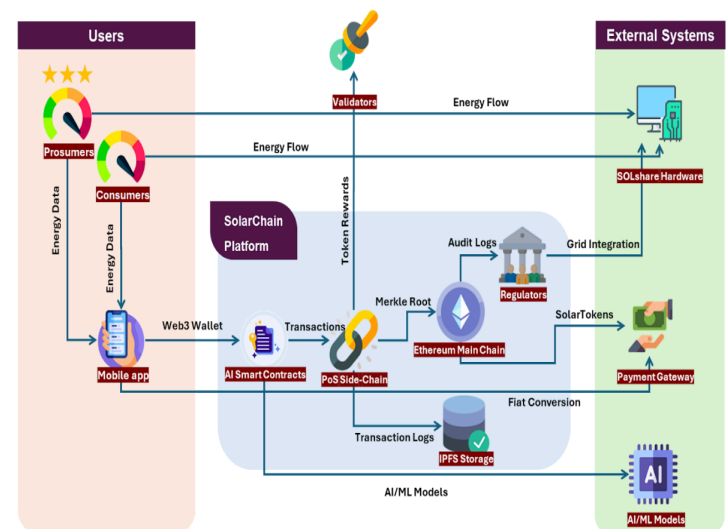 Users
External Systems
Validators
Energy Flow
Prosumers
Energy Flow
SOLshare Hardware
Consumers
Energy Data
Energy Data
Token Rewards
SolarChain
Platform
Audit Logs
Grid Integration
Regulators
Merkle Root
SolarTokens
Web3 Wallet
Transactions
Ethereum Main Chain
Mobile app
AI Smart Contracts
PoS Side-Chain
Payment Gateway
Fiat Conversion
Transaction Logs
IPFS Storage
AI
AI/ML Models
AI/ML Models